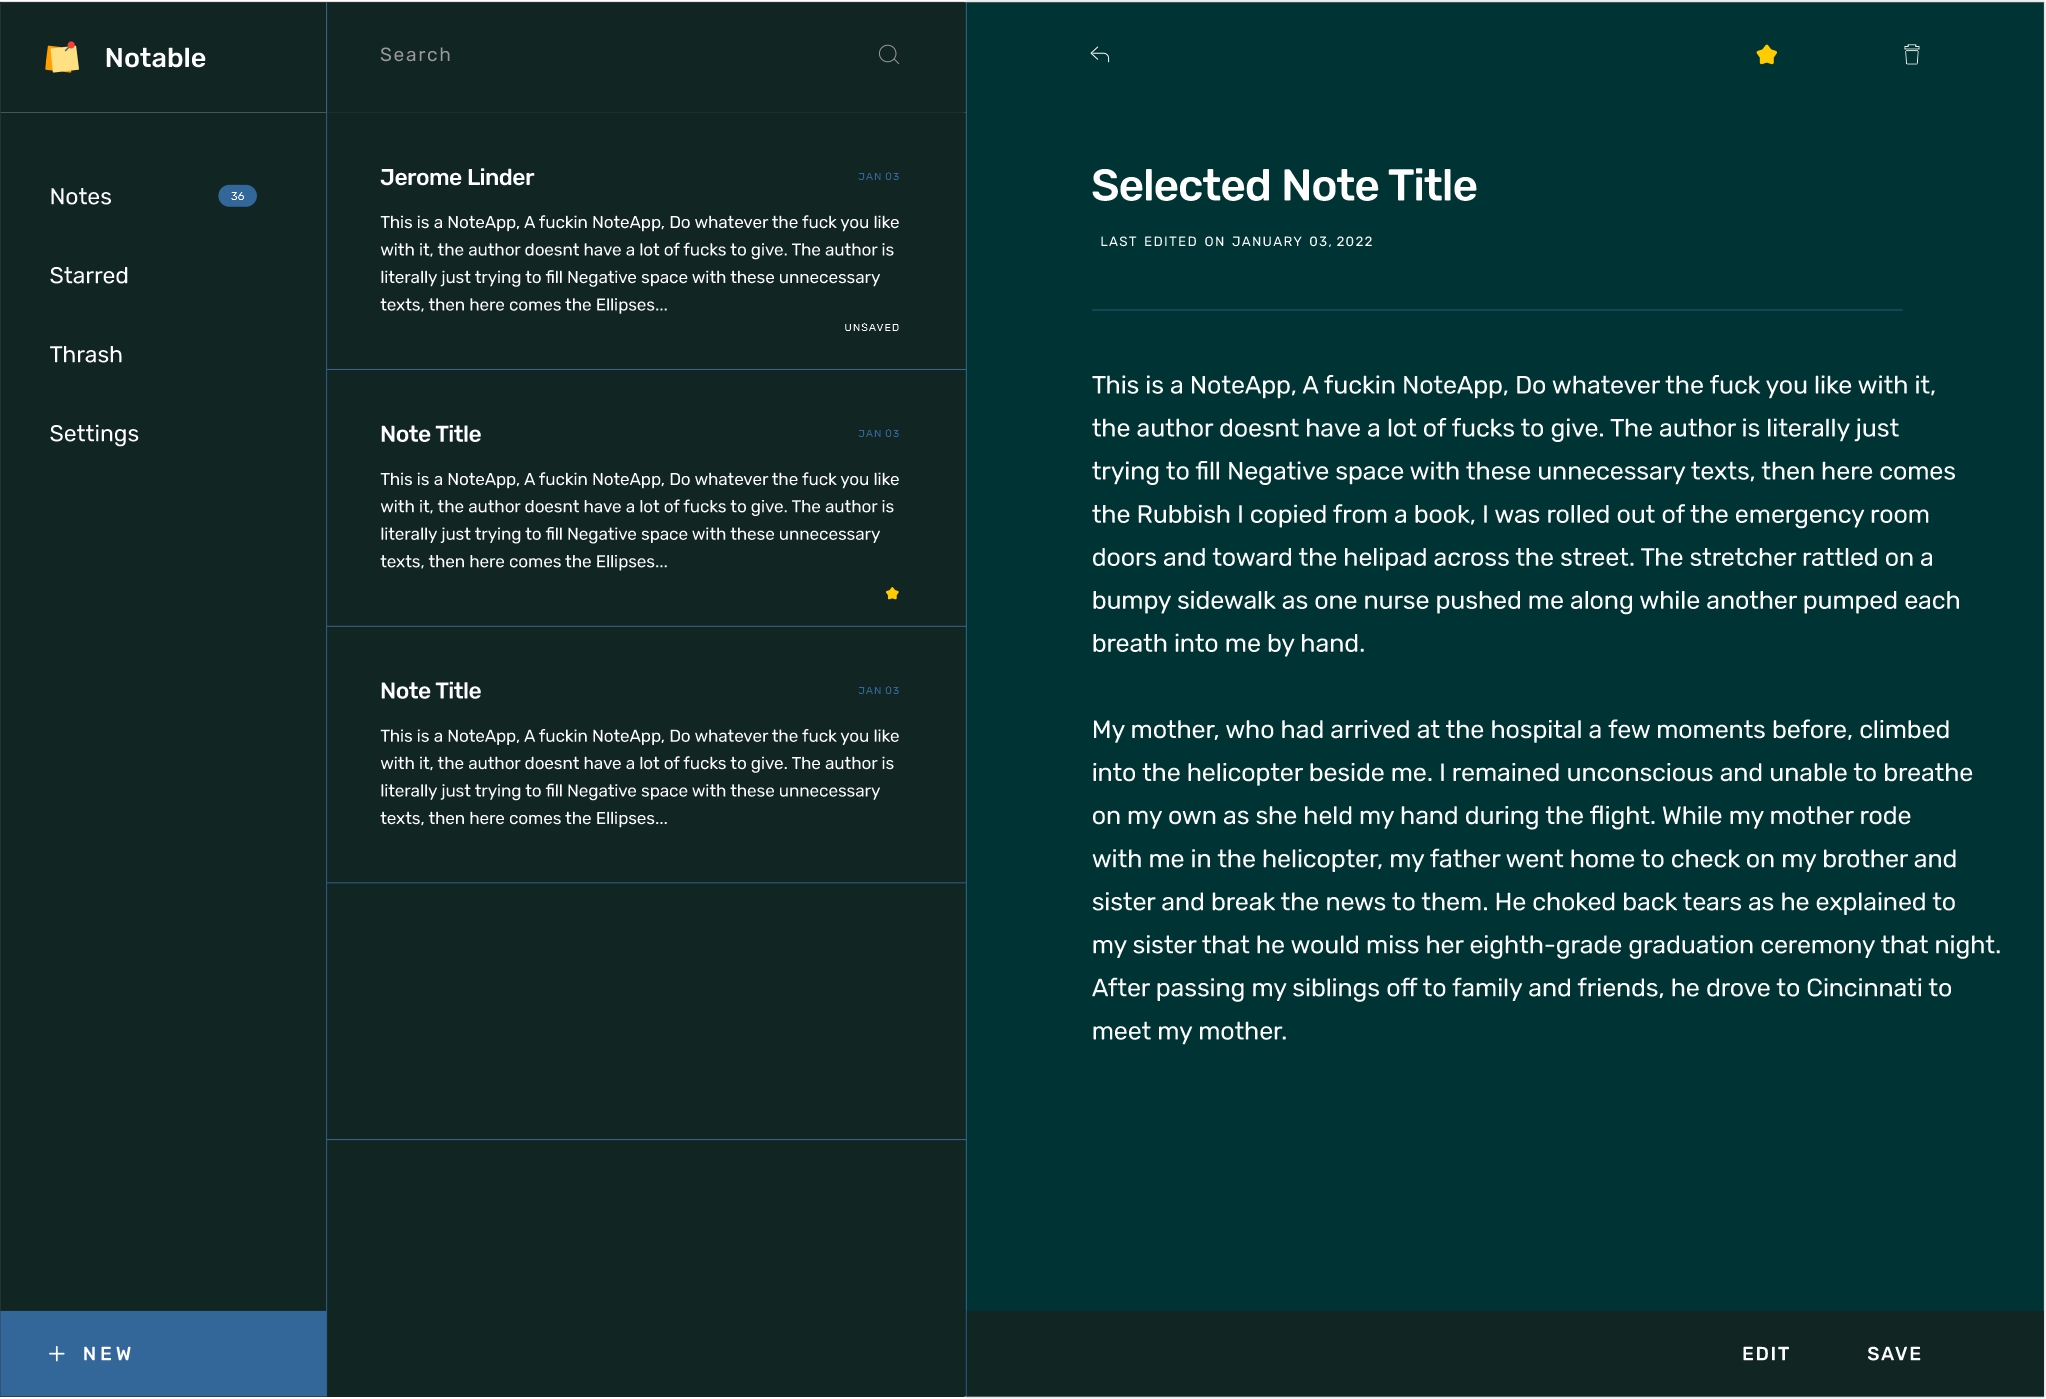 Notable
Notes
36
Starred
Thrash
Settings
+ NEW
Search
Jerome Linder
JAN 03
This is a NoteApp, A fuckin NoteApp, Do whatever the fuck you like
with it, the author doesnt have a lot of fucks to give. The author is
literally just trying to fill Negative space with these unnecessary
texts, then here comes the Ellipses...
UNSAVED
Note Title
JAN 03
This is a NoteApp, A fuckin NoteApp, Do whatever the fuck you like
with it, the author doesnt have a lot of fucks to give. The author is
literally just trying to fill Negative space with these unnecessary
texts, then here comes the Ellipses...
Note Title
JAN 03
This is a NoteApp, A fuckin NoteApp, Do whatever the fuck you like
with it, the author doesnt have a lot of fucks to give. The author is
literally just trying to fill Negative space with these unnecessary
texts, then here comes the Ellipses...
Selected Note Title
LAST EDITED ON JANUARY 03, 2022
This is a NoteApp, A fuckin NoteApp, Do whatever the fuck you like with it,
the author doesnt have a lot of fucks to give. The author is literally just
trying to fill Negative space with these unnecessary texts, then here comes
the Rubbish I copied from a book, I was rolled out of the emergency room
doors and toward the helipad across the street. The stretcher rattled on a
bumpy sidewalk as one nurse pushed me along while another pumped each
breath into me by hand.
My mother, who had arrived at the hospital a few moments before, climbed
into the helicopter beside me. I remained unconscious and unable to breathe
on my own as she held my hand during the flight. While my mother rode
with me in the helicopter, my father went home to check on my brother and
sister and break the news to them. He choked back tears as he explained to
my sister that he would miss her eighth-grade graduation ceremony that night.
After passing my siblings off to family and friends, he drove to Cincinnati to
meet my mother.
EDIT
SAVE